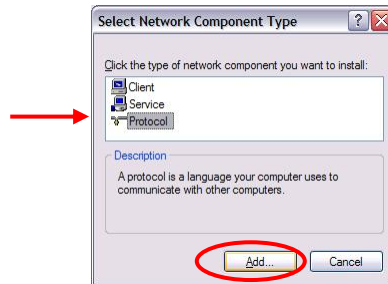 Select Network Component Type
Click the type of network component you want to install:
Client
Service
Protocol
Description
A protocol is a language your computer uses to
communicate with other computers.
Add... Cancel